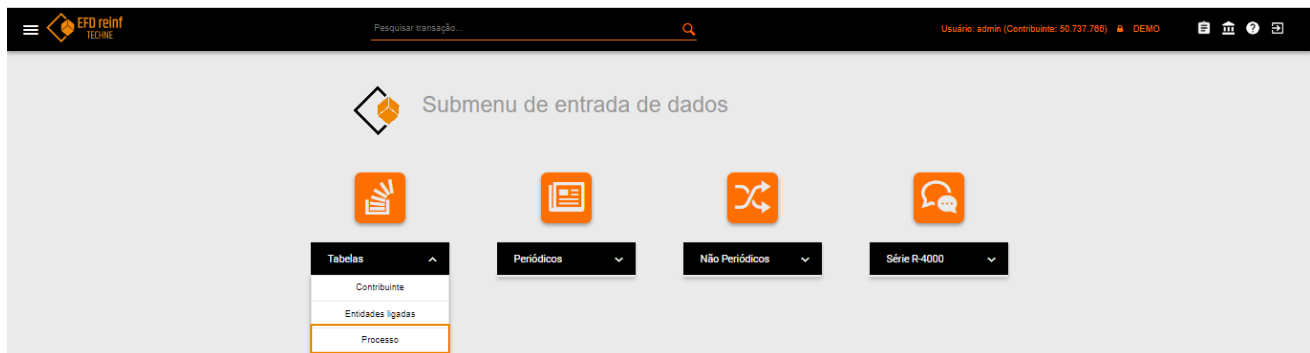 EFD reinf
TECHNE
Pesquisar transação...
Usuário: admin (Contribuinte: 50.737.766) DEMO
Submenu de entrada de dados
Tabelas
Periódicos
Não Periódicos
Série R-4000
Contribuinte
Entidades ligadas
Processo